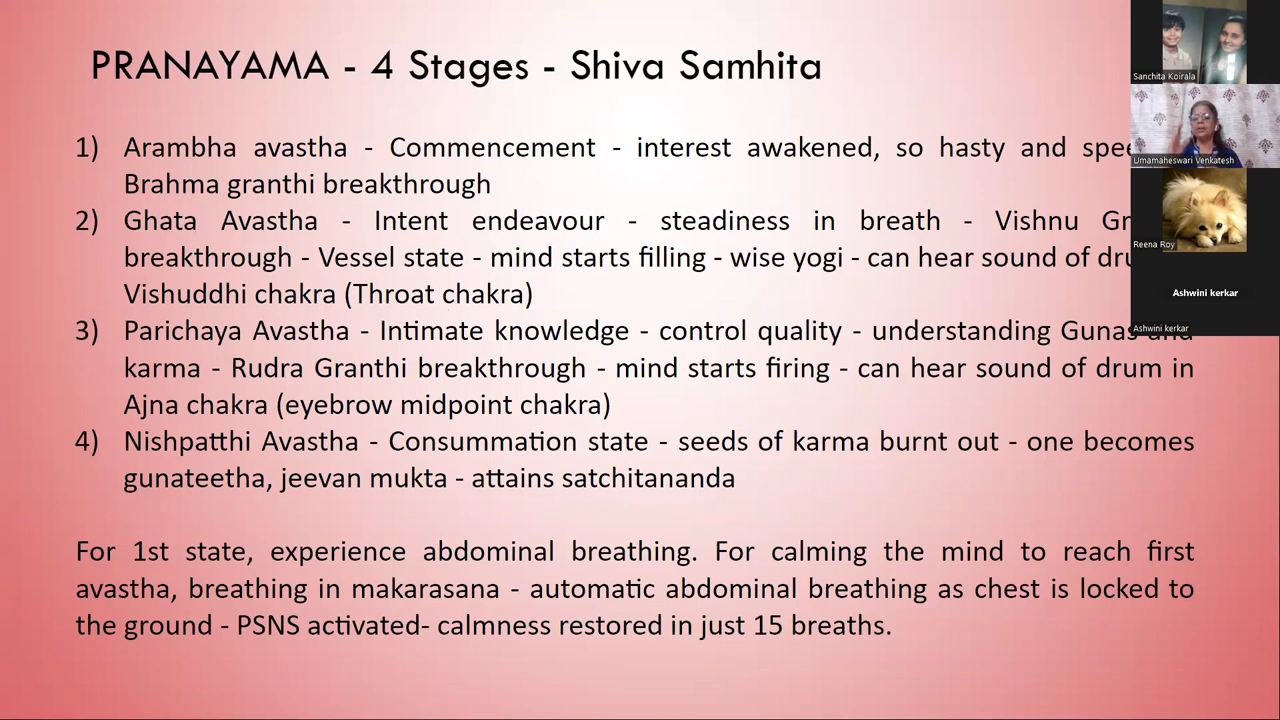 PRANAYAMA - 4 Stages - Shiva Samhita
1) Arambha avastha - Commencement - interest awakened, so hasty and
Brahma granthi breakthrough
2) Ghata Avastha - Intent endeavour - steadiness in breath - Vishnu
breakthrough - Vessel state - mind starts filling - wise yogi - can hear sound of
Vishuddhi chakra (Throat chakra)
3) Parichaya Avastha - Intimate knowledge - control quality - understanding Gunas and
karma - Rudra Granthi breakthrough - mind starts firing - can hear sound of drum in
Ajna chakra (eyebrow midpoint chakra)
4) Nishpatthi Avastha - Consummation state - seeds of karma burnt out - one becomes
gunateetha, jeevan mukta - attains satchitananda
For 1st state, experience abdominal breathing. For calming the mind to reach first
avastha, breathing in makarasana - automatic abdominal breathing as chest is locked to
the ground - PSNS activated- calmness restored in just 15 breaths.
Sanchita Koirala
Umamaheswari Venkatesh
Reena Roy
Ashwini kerkar
Ashwini kerkar